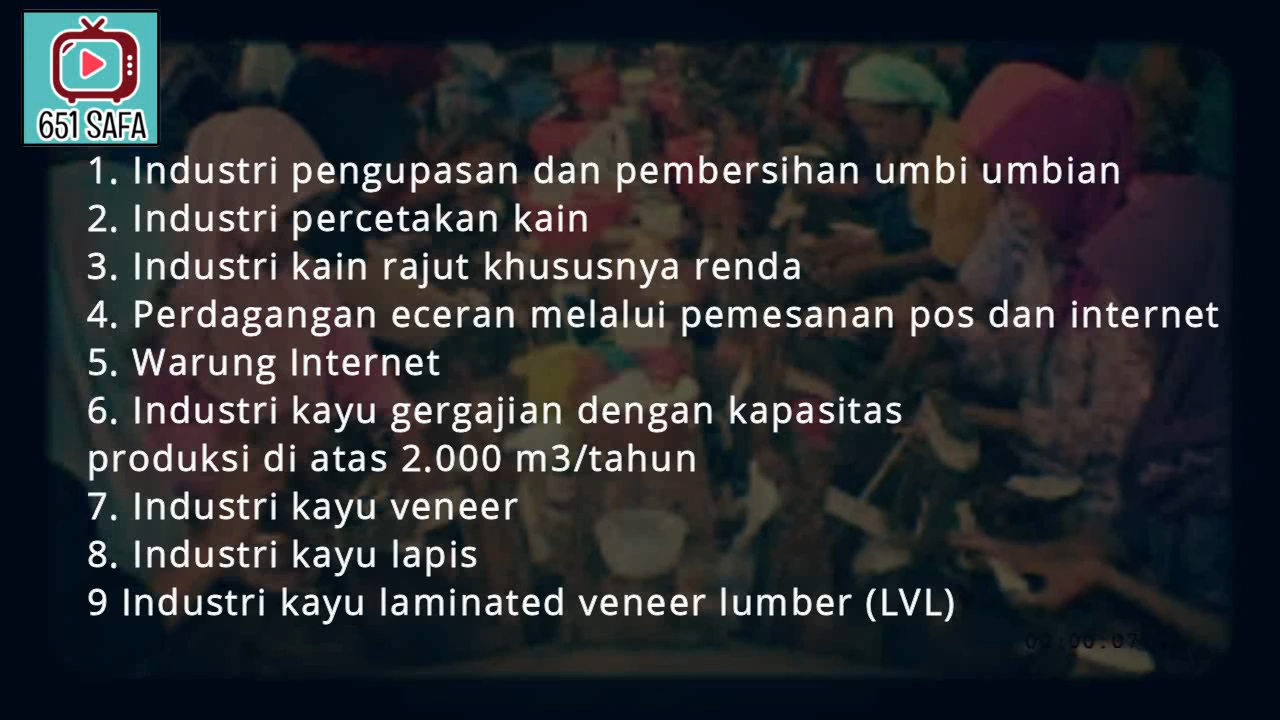 651 SAFA
1. Industri pengupasan dan pembersihan umbi umbian
2. Industri percetakan kain
3. Industri kain rajut khususnya renda
4. Perdagangan eceran melalui pemesanan pos dan internet
5. Warung Internet
6. Industri kayu gergajian dengan kapasitas
produksi di atas 2.000 m3/tahun
7. Industri kayu veneer
8. Industri kayu lapis
9 Industri kayu laminated veneer lumber (LVL)